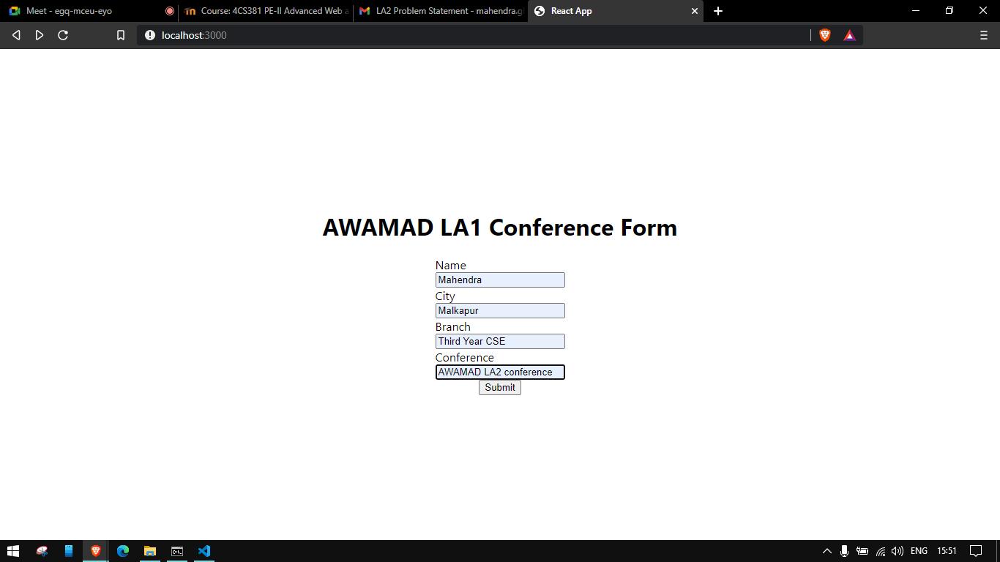 Meet - egq-mceu-eyo
Course: 4CS381 PE-II Advanced Web a
LA2 Problem Statement - mahendra.g
React App
localhost:3000
AWAMAD LA1 Conference Form
Name
Mahendra
City
Malkapur
Branch
Third Year CSE
Conference
AWAMAD LA2 conference
Submit
ENG
15:51